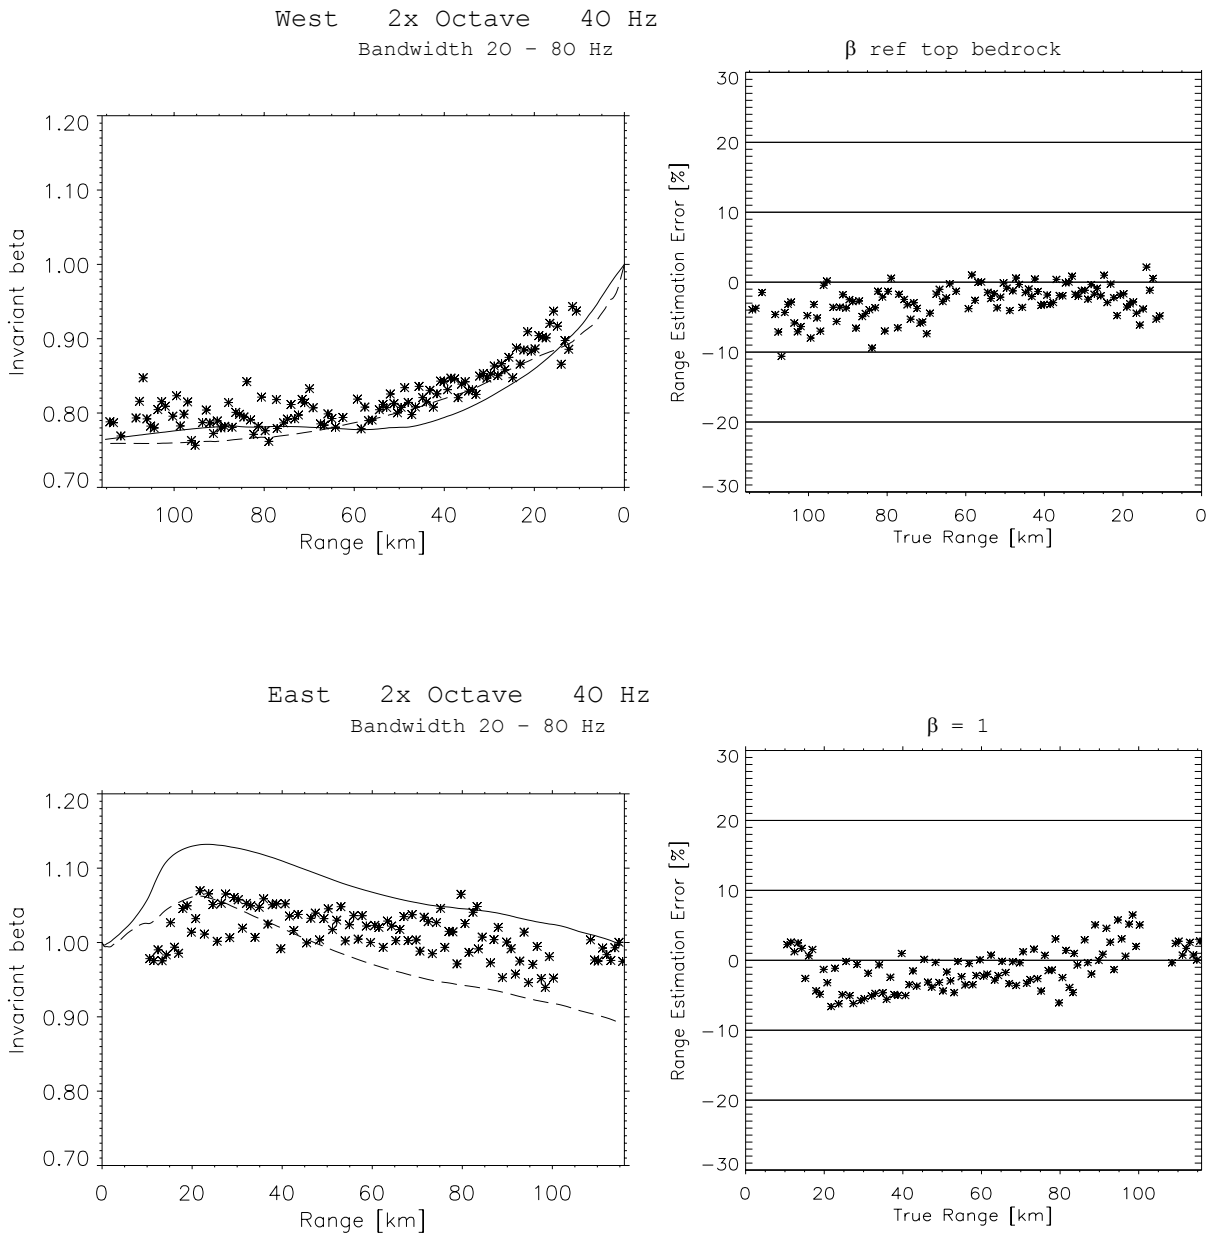 West 2x Octave 40 Hz
Bandwidth 20 - 80 Hz
β ref top bedrock
1.20
1.10
1.00
0.90
0.80
0.70
Invariant beta
100 80 60 40 20 0
Range [km]
30
20
10
0
-10
-20
-30
Range Estimation Error [%]
100 80 60 40 20 0
True Range [km]
East 2x Octave 40 Hz
Bandwidth 20 - 80 Hz
β = 1
1.20
1.10
1.00
0.90
0.80
0.70
Invariant beta
0 20 40 60 80 100
Range [km]
30
20
10
0
-10
-20
-30
Range Estimation Error [%]
0 20 40 60 80 100
True Range [km]